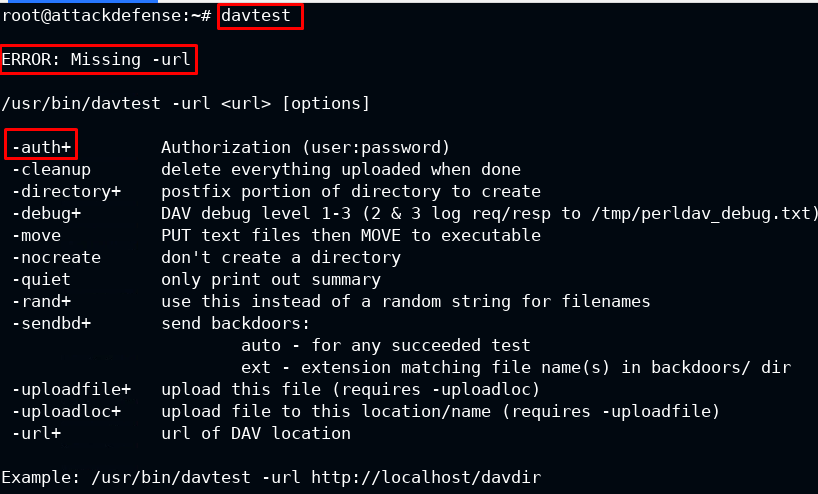 root@attackdefense:~# davtest
ERROR: Missing -url
/usr/bin/davtest -url <url> [options]
-auth+ Authorization (user:password)
-cleanup delete everything uploaded when done
-directory+ postfix portion of directory to create
-debug+ DAV debug level 1-3 (2 & 3 log req/resp to /tmp/perldav_debug.txt)
-move PUT text files then MOVE to executable
-nocreate don't create a directory
-quiet only print out summary
-rand+ use this instead of a random string for filenames
-sendbd+ send backdoors:
auto - for any succeeded test
ext - extension matching file name(s) in backdoors/ dir
-uploadfile+ upload this file (requires -uploadloc)
-uploadloc+ upload file to this location/name (requires -uploadfile)
-url+ url of DAV location
Example: /usr/bin/davtest -url http://localhost/davdir